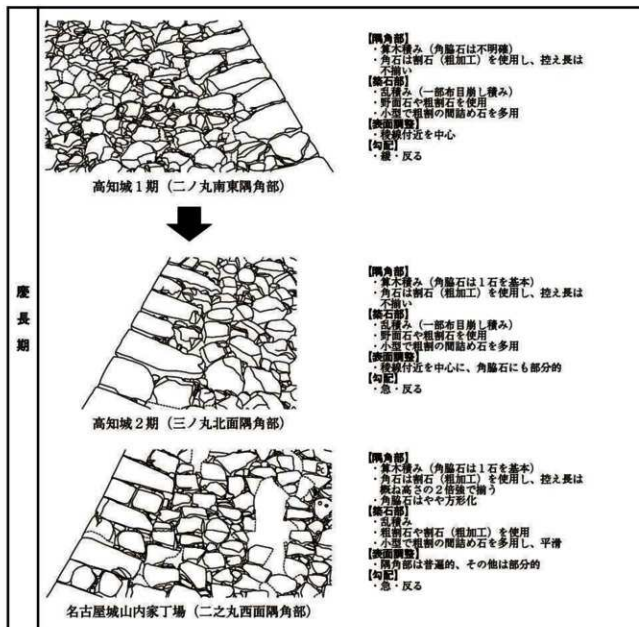 慶長期
【隅角部】
・算木積み（角脇石は不明確）
・角石は割石（粗加工）を使用し、控え長は
不揃い
【築石部】
・乱積み（一部布目崩し積み）
・野面石や粗割石を使用
・小型で粗割の間詰め石を多用
【表面調整】
・稜線付近を中心
【勾配】
・緩・反る
高知城1期（二ノ丸南東隅角部）
【隅角部】
・算木積み（角脇石は1石を基本）
・角石は割石（粗加工）を使用し、控え長は
不揃い
【築石部】
・乱積み（一部布目崩し積み）
・野面石や粗割石を使用
・小型で粗割の間詰め石を多用
【表面調整】
・稜線付近を中心に、角脇石にも部分的
【勾配】
・急・反る
高知城2期（三ノ丸北面隅角部）
【隅角部】
・算木積み（角脇石は1石を基本）
・角石は割石（粗加工）を使用し、控え長は
概ね高さの2倍強で揃う
・角脇石はやや方形化
【築石部】
・乱積み
・粗割石や割石（粗加工）を使用
・小型で粗割の間詰め石を多用し、平滑
【表面調整】
・隅角部は普遍的、その他は部分的
【勾配】
・急・反る
名古屋城山内家丁場（二之丸西面隅角部）